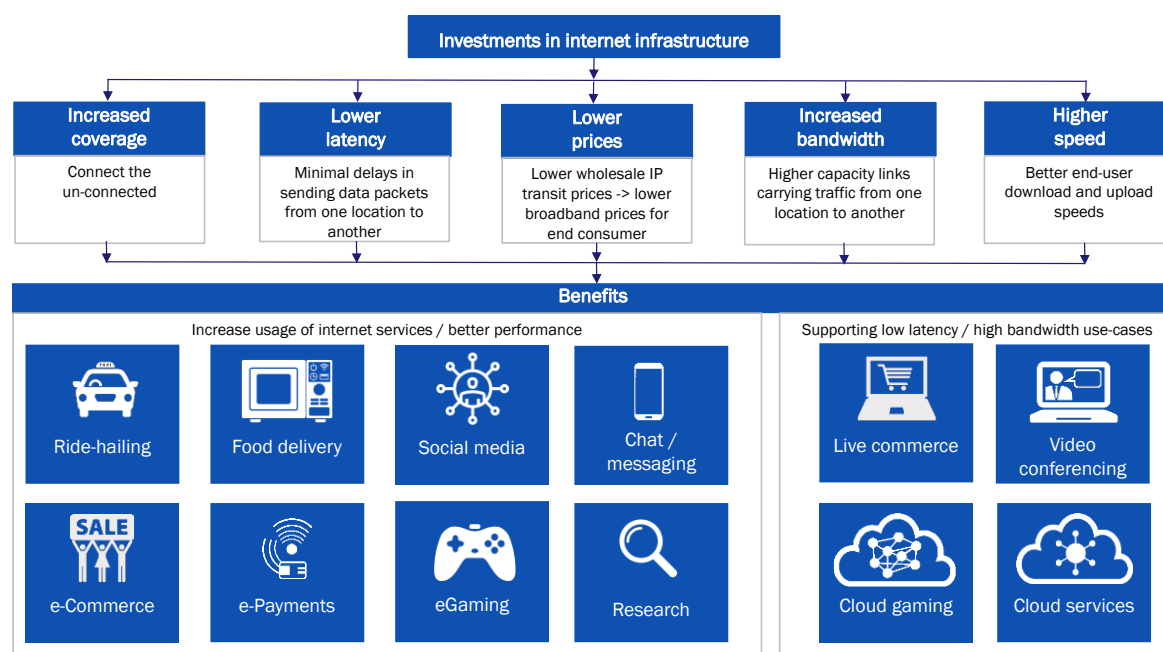 Investments in internet infrastructure
Increased
coverage
Connect the
un-connected
Lower
latency
Minimal delays in
sending data packets
from one location to
another
Lower
prices
Lower wholesale IP
transit prices -> lower
broadband prices for
end consumer
Increased
bandwidth
Higher capacity links
carrying traffic from one
location to another
Higher
speed
Better end-user
download and upload
speeds
Benefits
Increase usage of internet services / better performance
TAXI
Ride-hailing
Food delivery
Social media
Chat /
messaging
SALE
e-Commerce
e-Payments
eGaming
Research
Supporting low latency / high bandwidth use-cases
Live commerce
Video
conferencing
Cloud gaming
Cloud services